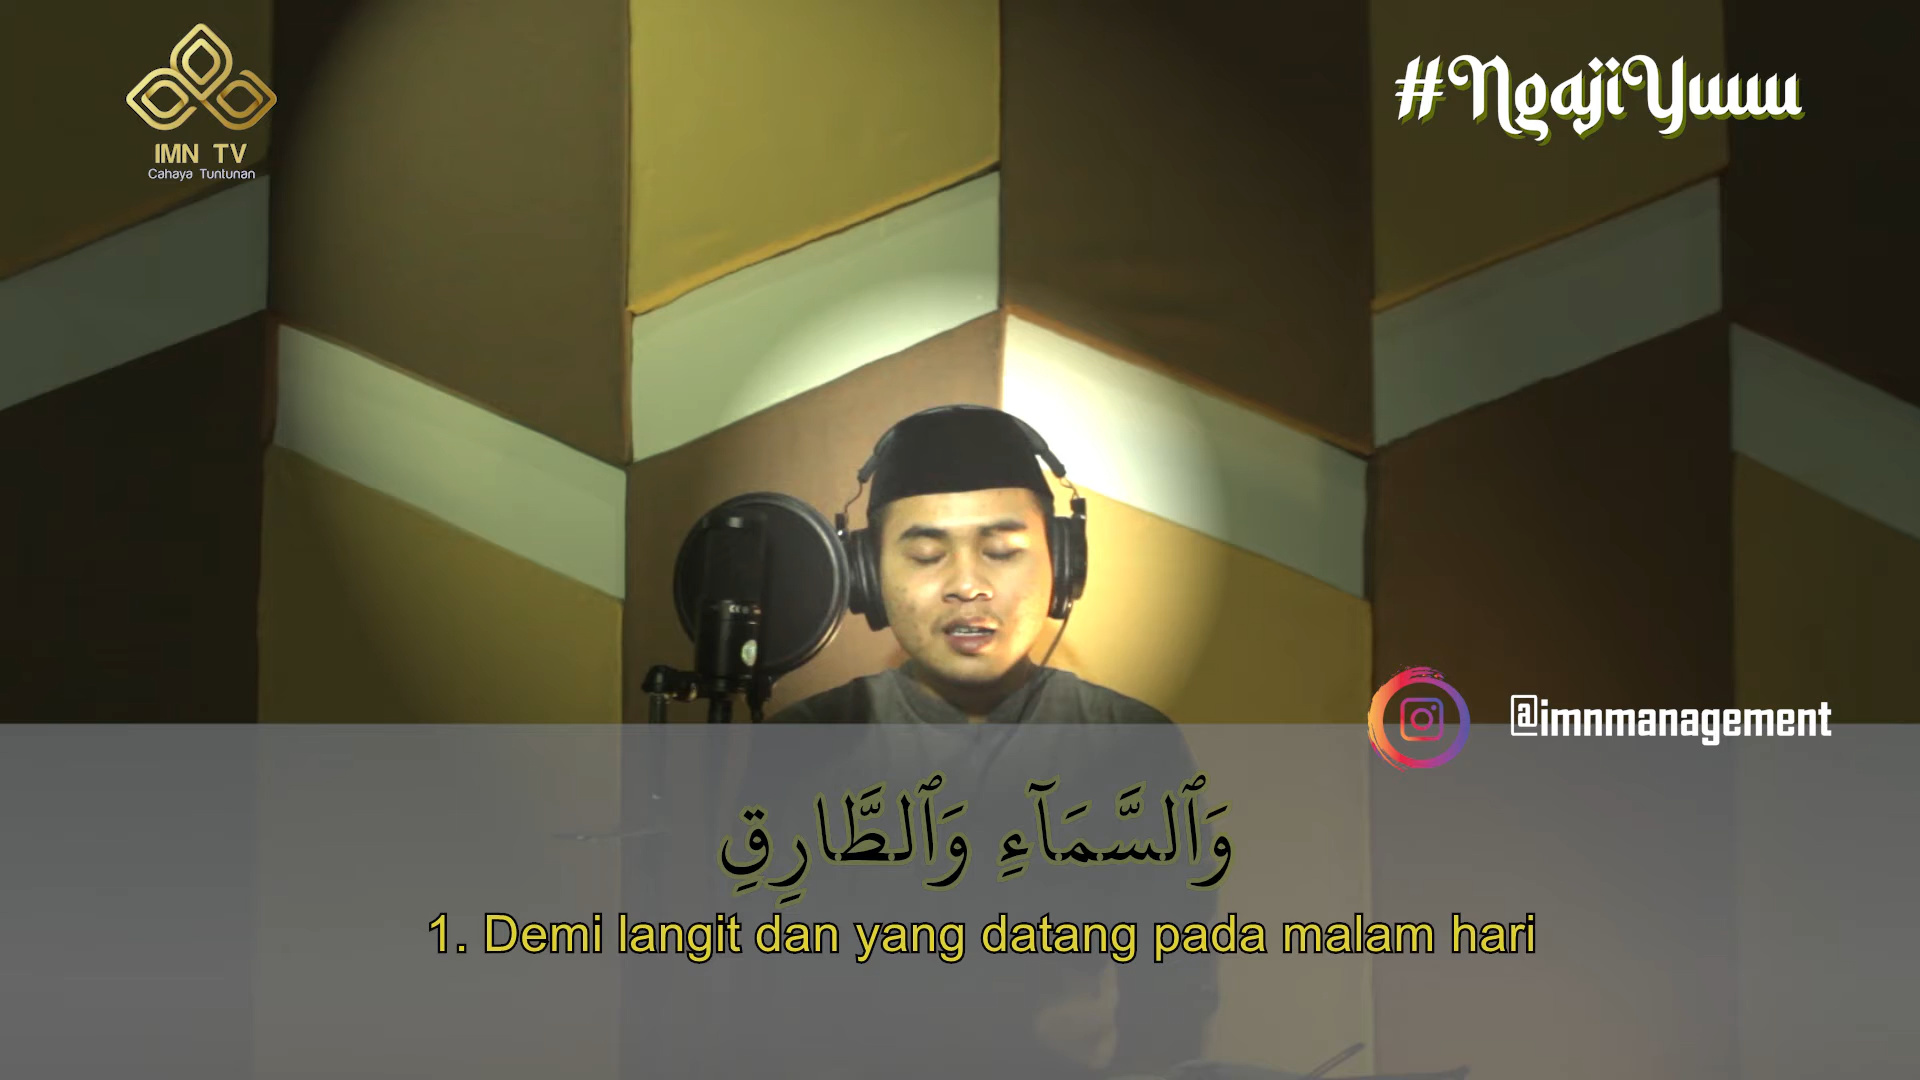 IMN TV
Cahaya Tuntunan
#NgajiYuuu
@imnmanagement
وَٱلسَّمَآءِ وَٱلطَّارِقِ
1. Demi langit dan yang datang pada malam hari